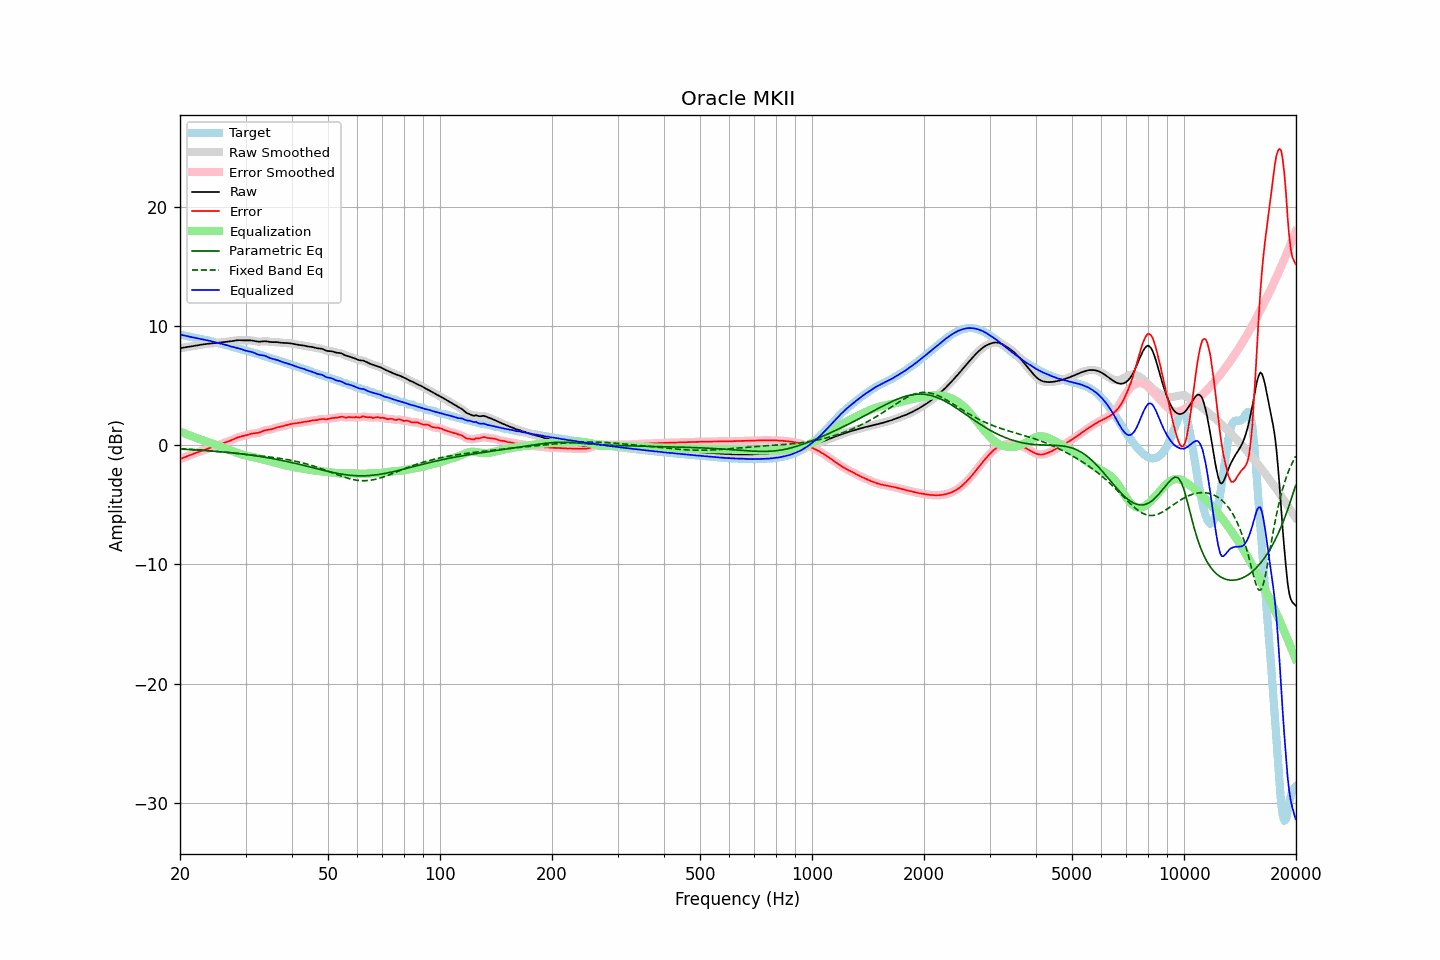 Oracle MKII
Target
Raw Smoothed
Error Smoothed
Raw
Error
Equalization
Parametric Eq
Fixed Band Eq
Equalized
20
10
0
−10
−20
−30
Amplitude (dBr)
20 50 100 200 500 1000 2000 5000 10000 20000
Frequency (Hz)